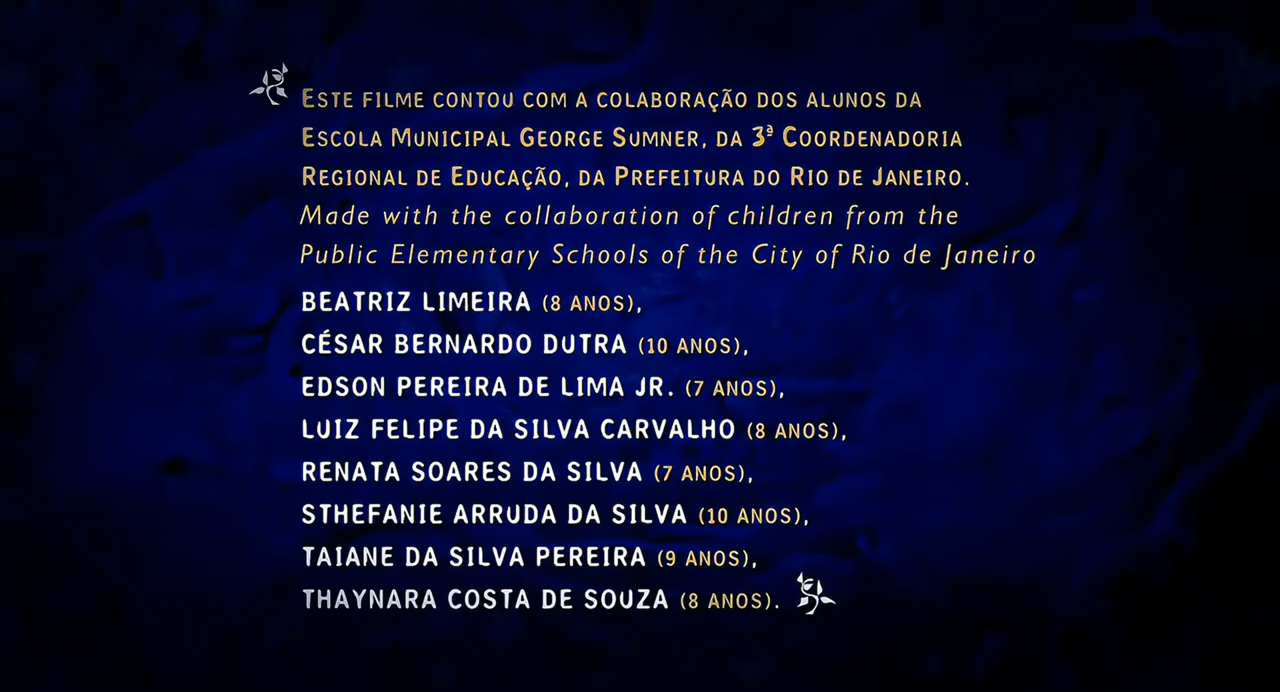 Este filme contou com a colaboração dos alunos da
Escola Municipal George Sumner, da 3ª Coordenadoria
Regional de Educação, da Prefeitura do Rio de Janeiro.
Made with the collaboration of children from the
Public Elementary Schools of the City of Rio de Janeiro
BEATRIZ LIMEIRA (8 ANOS),
CÉSAR BERNARDO DUTRA (10 ANOS),
EDSON PEREIRA DE LIMA JR. (7 ANOS),
LUIZ FELIPE DA SILVA CARVALHO (8 ANOS),
RENATA SOARES DA SILVA (7 ANOS),
STHEFANIE ARRUDA DA SILVA (10 ANOS),
TAIANE DA SILVA PEREIRA (9 ANOS),
THAYNARA COSTA DE SOUZA (8 ANOS).